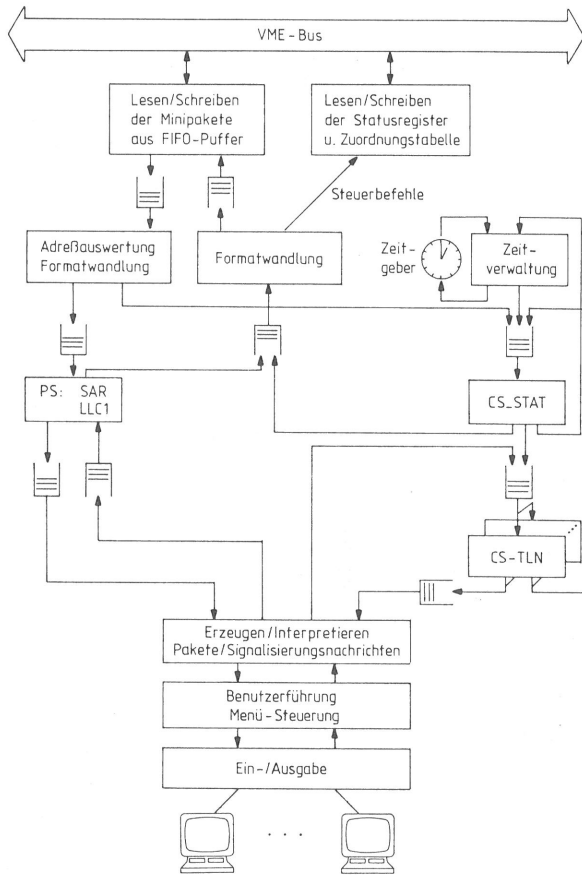 VME-Bus
Lesen/Schreiben
der Minipakete
aus FIFO-Puffer
Lesen/Schreiben
der Statusregister
u. Zuordnungstabelle
Steuerbefehle
Adreßauswertung
Formatwandlung
Formatwandlung
Zeit-
geber
Zeit-
verwaltung
PS: SAR
LLC1
CS_STAT
CS-TLN
Erzeugen/Interpretieren
Pakete/Signalisierungsnachrichten
Benutzerführung
Menü-Steuerung
Ein-/Ausgabe